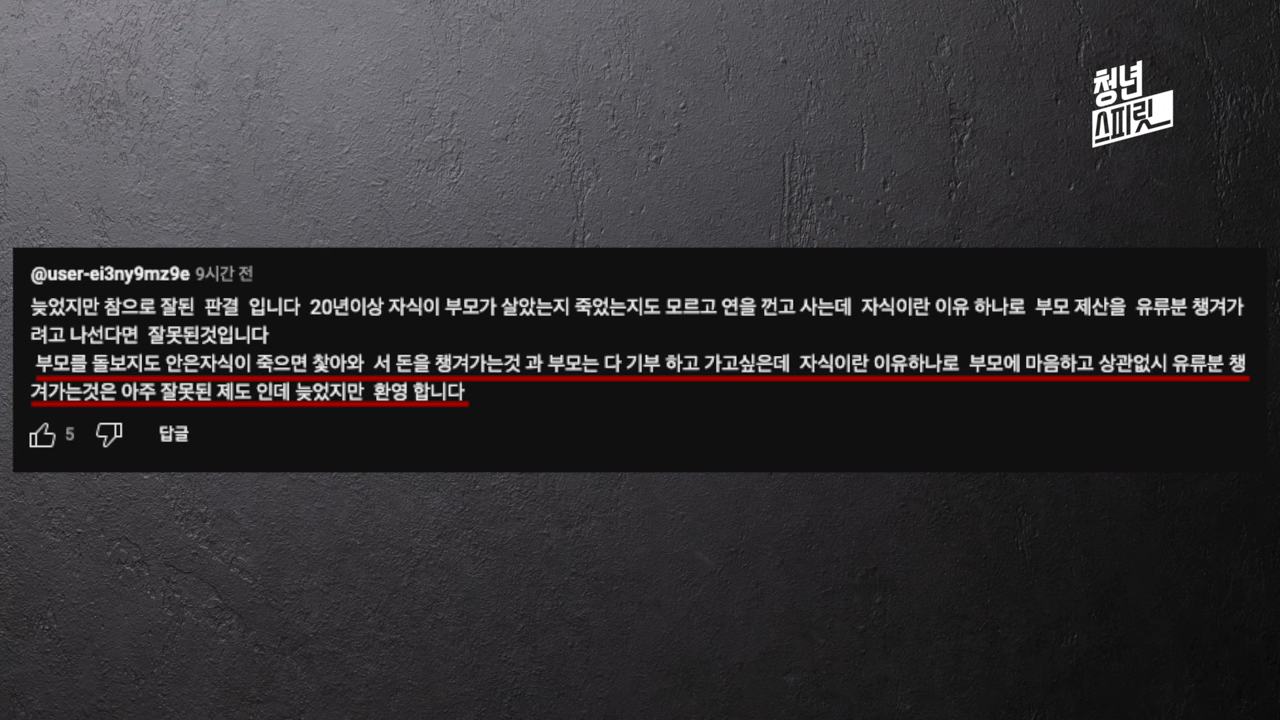 청년
스피릿
@user-ei3ny9mz9e 9시간 전
늦었지만 참으로 잘된 판결 입니다 20년이상 자식이 부모가 살았는지 죽었는지도 모르고 연을 껀고 사는데 자식이란 이유 하나로 부모 제산을 유류분 챙겨가
려고 나선다면 잘못된것입니다
부모를 돌보지도 안은자식이 죽으면 찿아와 서 돈을 챙겨가는것 과 부모는 다 기부 하고 가고싶은데 자식이란 이유하나로 부모에 마음하고 상관없시 유류분 챙
겨가는것은 아주 잘못된 제도 인데 늦었지만 환영 합니다
5 답글